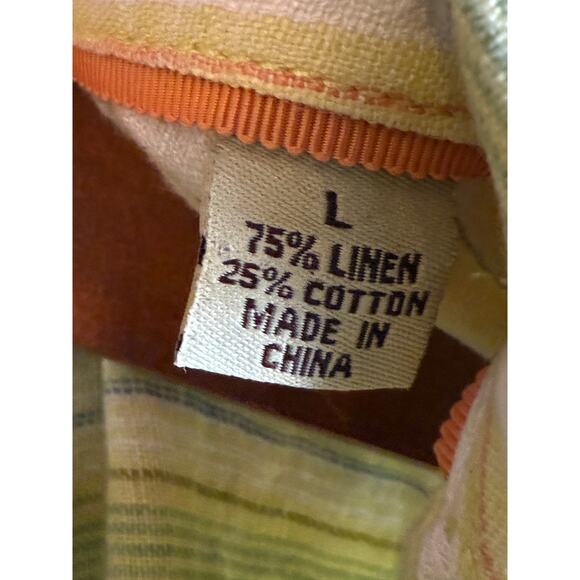 L
75% LINEN
25% COTTON
MADE IN
CHINA